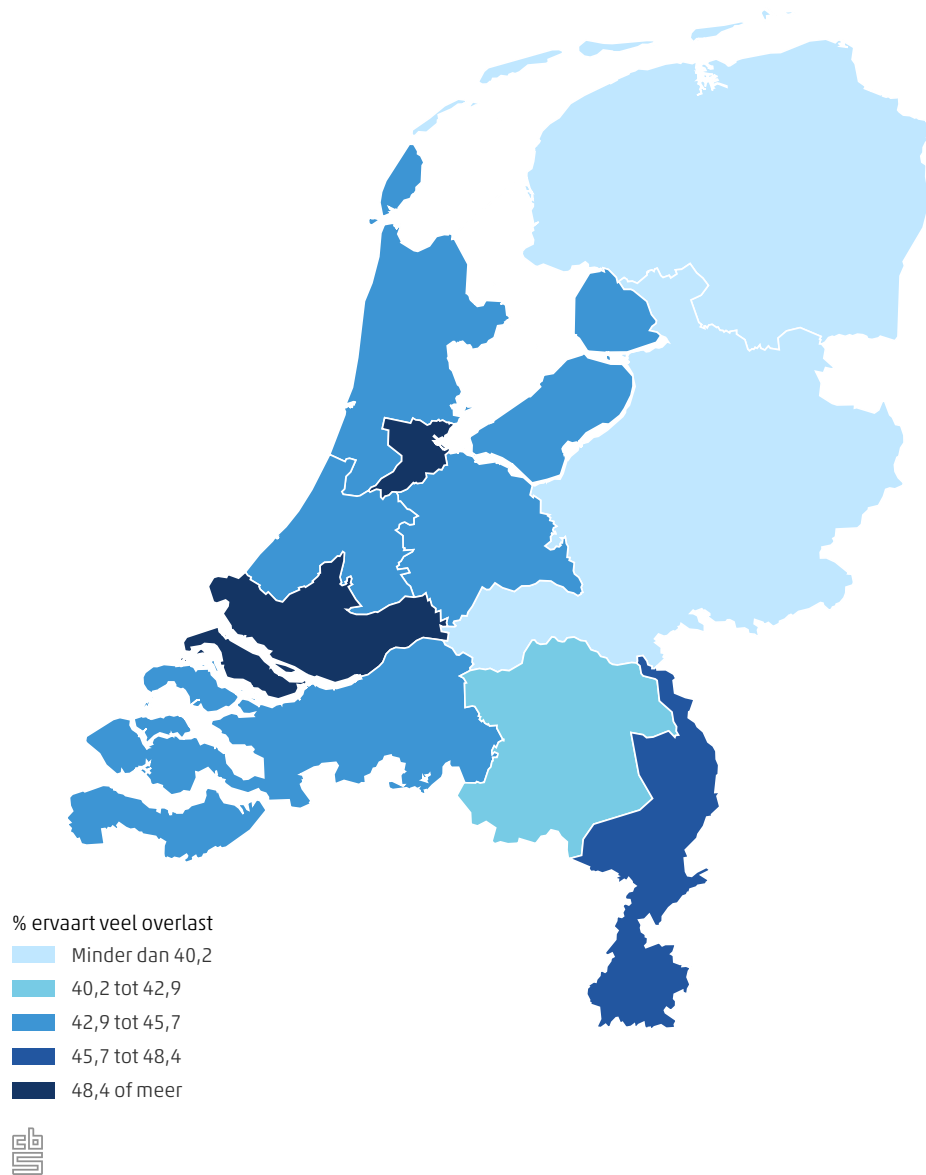 % ervaart veel overlast
Minder dan 40,2
40,2 tot 42,9
42,9 tot 45,7
45,7 tot 48,4
48,4 of meer
cbs